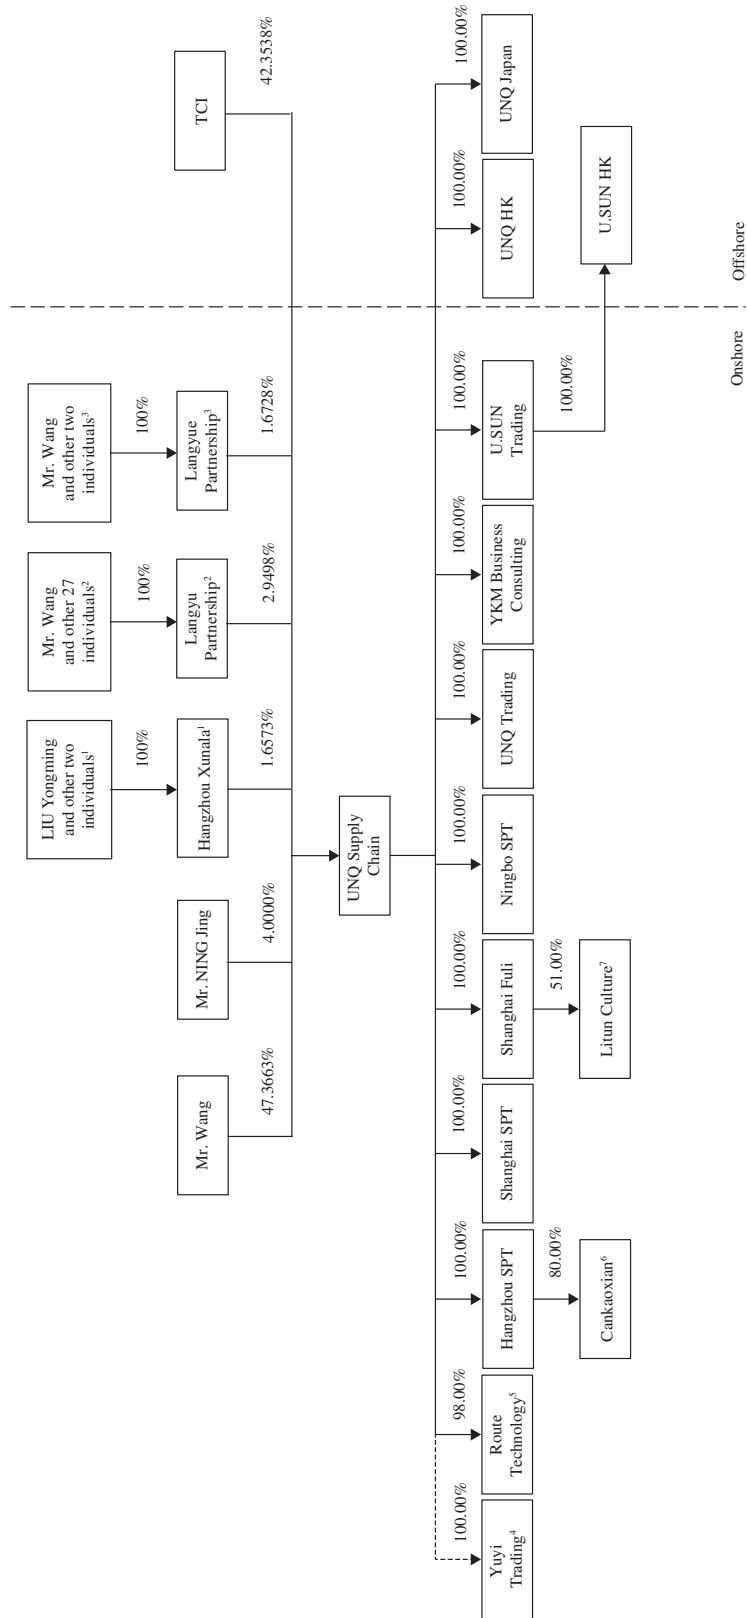 LIU Yongming
and other two
individuals¹
Mr. Wang
and other 27
individuals²
Mr. Wang
and other two
individuals³
100%
100%
100%
Mr. Wang
Mr. NING Jing
Hangzhou Xunala¹
Langyu
Partnership²
Langyue
Partnership³
TCI
47.3663%
4.0000%
1.6573%
2.9498%
1.6728%
42.3538%
UNQ Supply
Chain
100.00%
98.00%
100.00%
100.00%
100.00%
100.00%
100.00%
100.00%
100.00%
100.00%
100.00%
Yuyi
Trading⁴
Route
Technology⁵
Hangzhou SPT
Shanghai SPT
Shanghai Fuli
Ningbo SPT
UNQ Trading
YKM Business
Consulting
U.SUN
Trading
UNQ HK
UNQ Japan
80.00%
51.00%
100.00%
Cankaoxian⁶
Litun Culture⁷
U.SUN HK
Onshore
Offshore